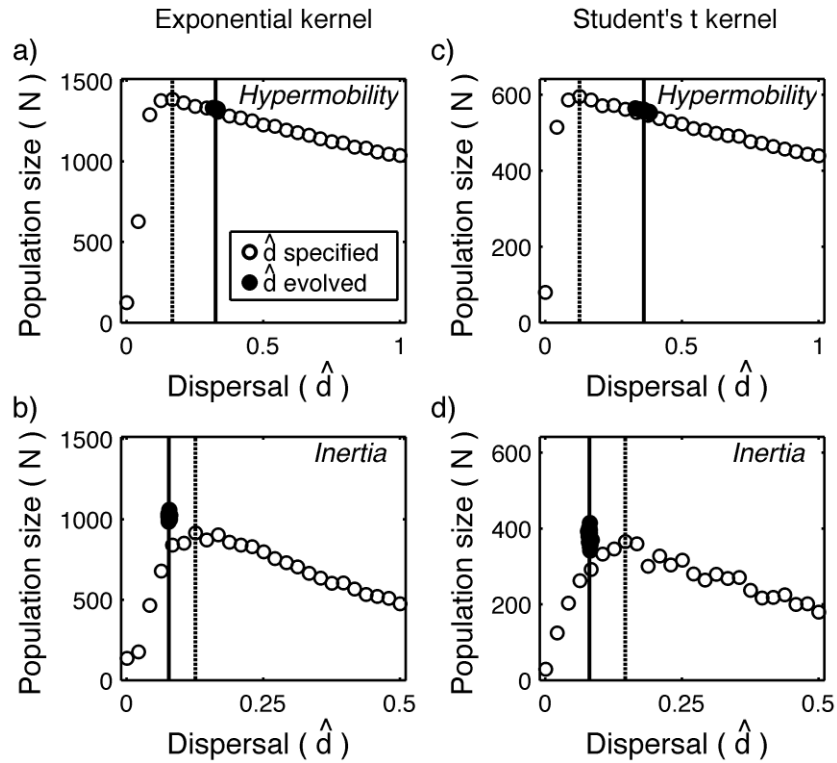 Exponential kernel
Student's t kernel
a)
Population size ( N )
1500
1000
500
0
Hypermobility
d̂ specified
d̂ evolved
0
0.5
1
Dispersal ( d̂ )
c)
Population size ( N )
600
400
200
0
Hypermobility
0
0.5
1
Dispersal ( d̂ )
b)
Population size ( N )
1500
1000
500
0
Inertia
0
0.25
0.5
Dispersal ( d̂ )
d)
Population size ( N )
600
400
200
0
Inertia
0
0.25
0.5
Dispersal ( d̂ )